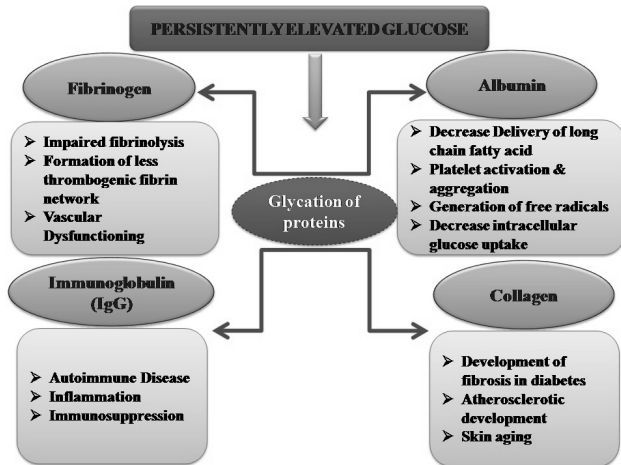 PERSISTENTLY ELEVATED GLUCOSE
Fibrinogen
➢ Impaired fibrinolysis
➢ Formation of less
thrombogenic fibrin
network
➢ Vascular
Dysfunctioning
Albumin
➢ Decrease Delivery of long
chain fatty acid
➢ Platelet activation &
aggregation
➢ Generation of free radicals
➢ Decrease intracellular
glucose uptake
Glycation of
proteins
Immunoglobulin
(IgG)
➢ Autoimmune Disease
➢ Inflammation
➢ Immunosuppression
Collagen
➢ Development of
fibrosis in diabetes
➢ Atherosclerotic
development
➢ Skin aging